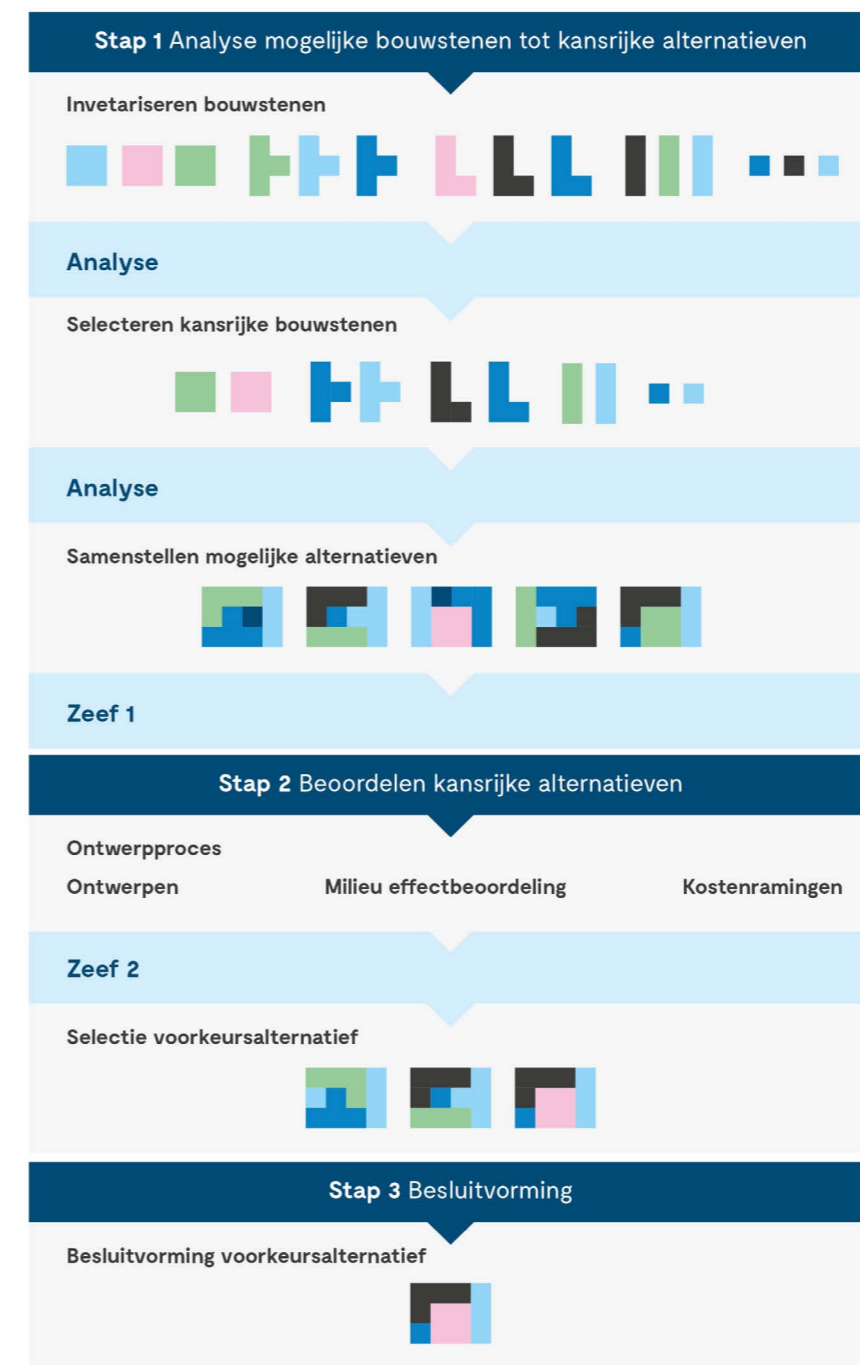 Stap 1 Analyse mogelijke bouwstenen tot kansrijke alternatieven
Invetariseren bouwstenen
Analyse
Selecteren kansrijke bouwstenen
Analyse
Samenstellen mogelijke alternatieven
Zeef 1
Stap 2 Beoordelen kansrijke alternatieven
Ontwerpproces
Ontwerpen Milieu effectbeoordeling Kostenramingen
Zeef 2
Selectie voorkeursalternatief
Stap 3 Besluitvorming
Besluitvorming voorkeursalternatief